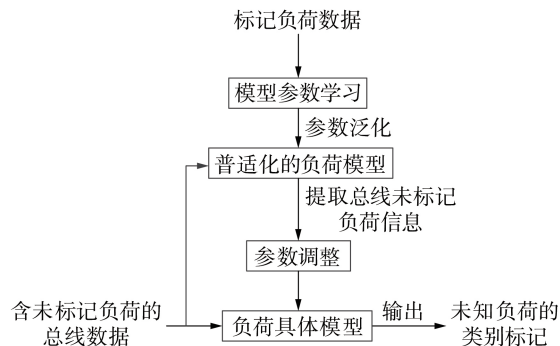 标记负荷数据
模型参数学习
参数泛化
普适化的负荷模型
提取总线未标记
负荷信息
参数调整
含未标记负荷的
总线数据
负荷具体模型
输出
未知负荷的
类别标记